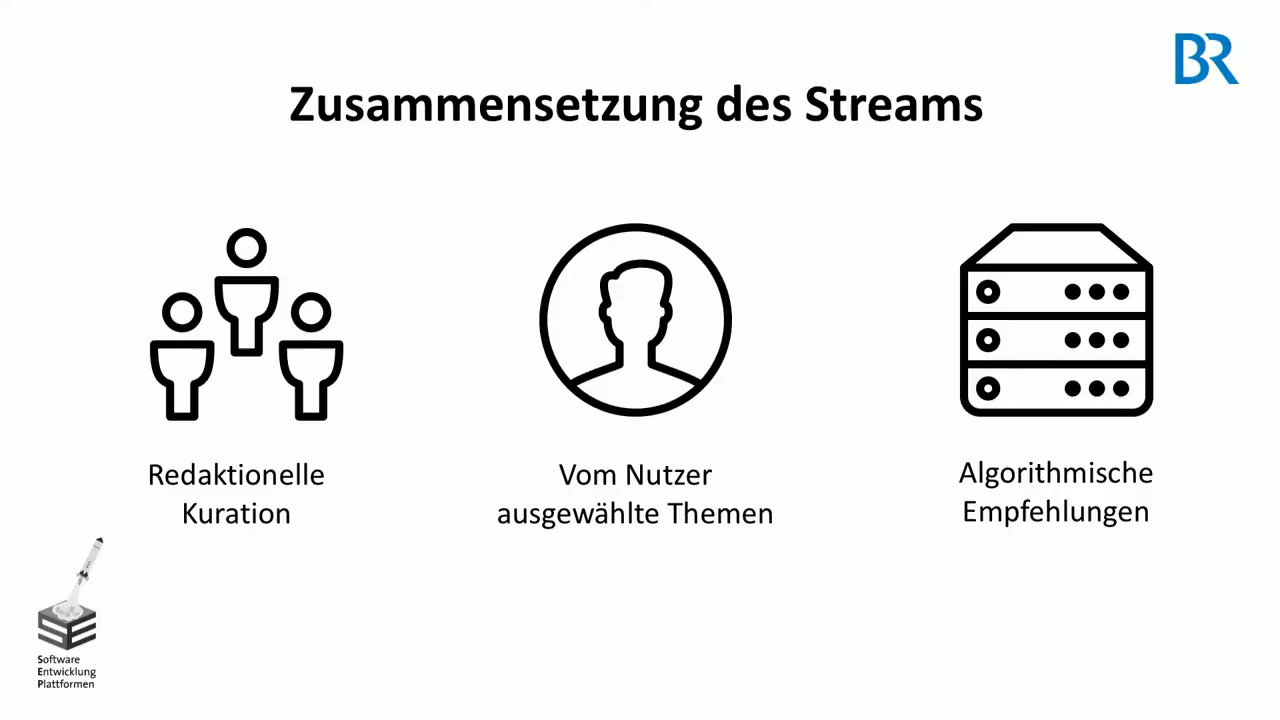 BR
Zusammensetzung des Streams
Redaktionelle
Kuration
Vom Nutzer
ausgewählte Themen
Algorithmische
Empfehlungen
Software
Entwicklung
Plattformen